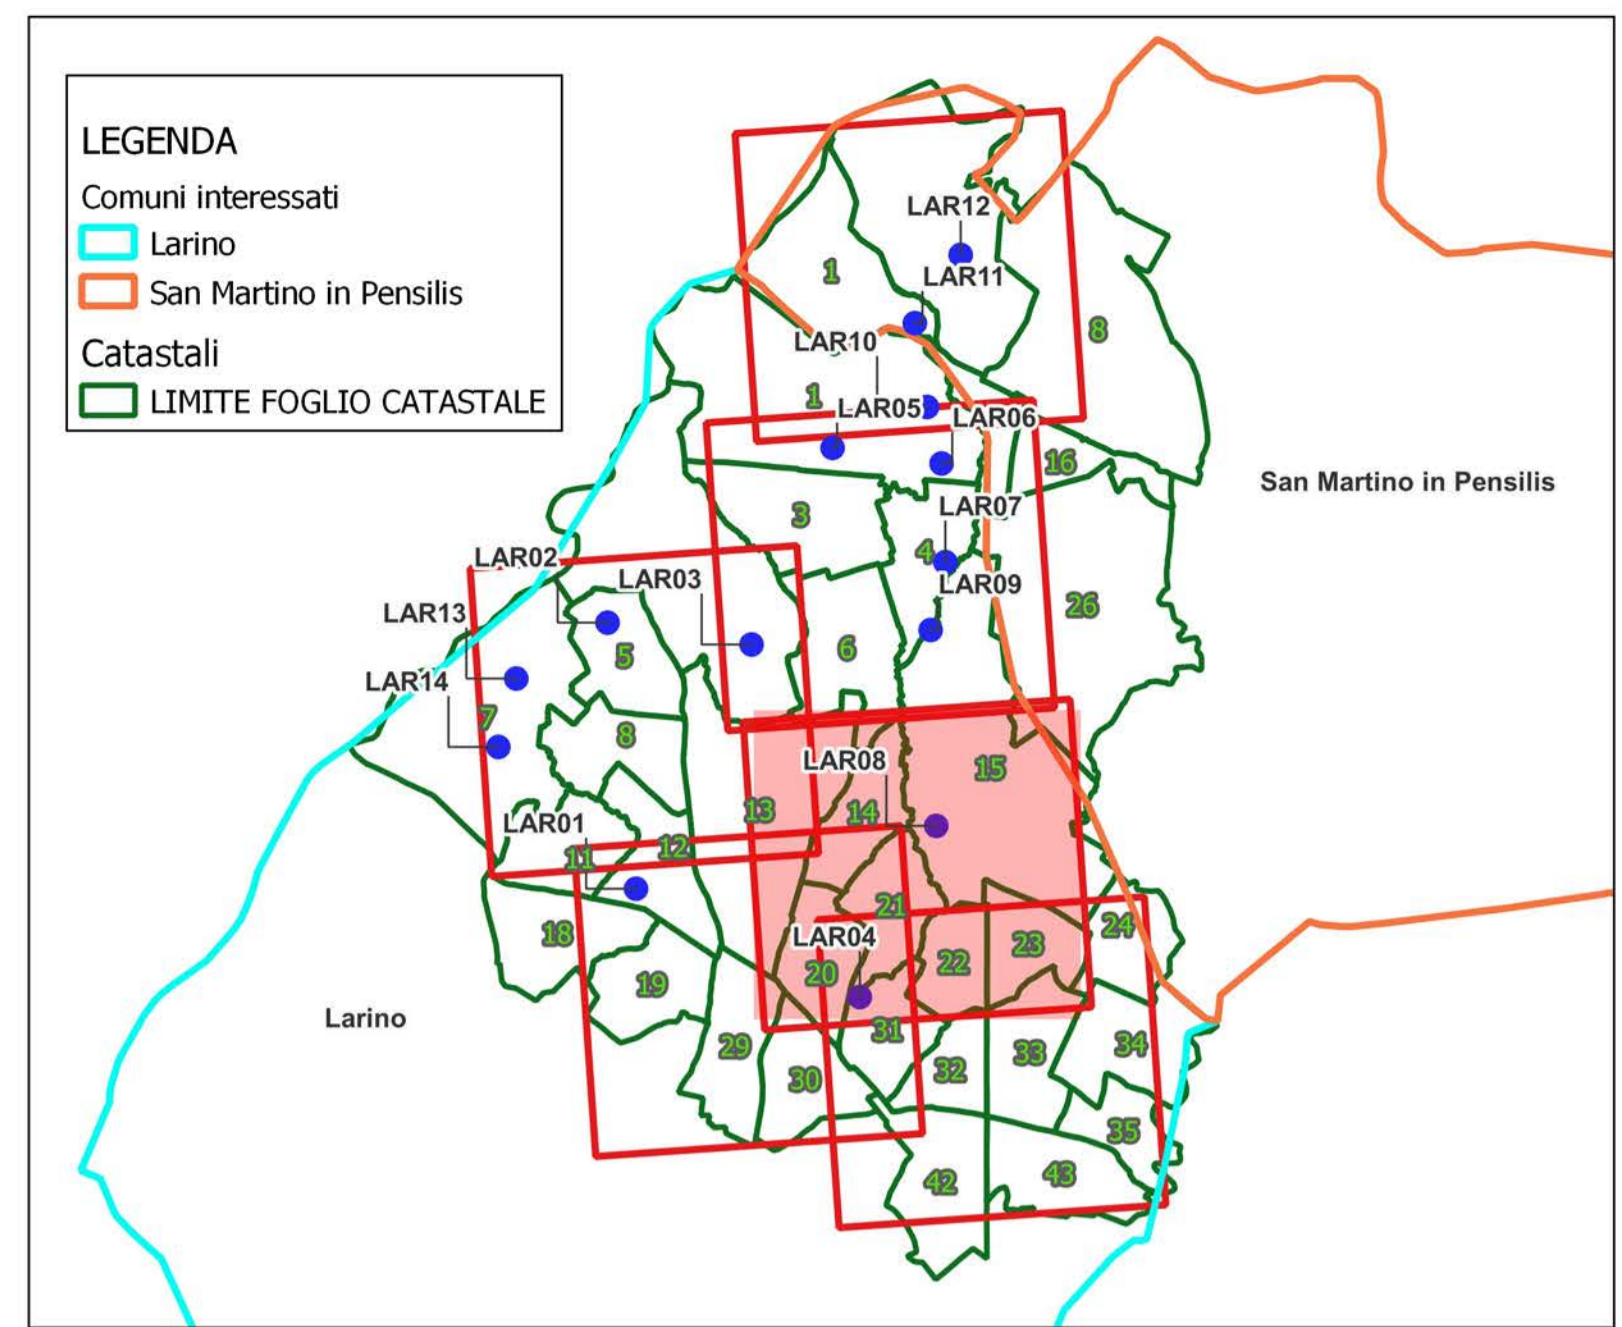 LEGENDA
Comuni interessati
Larino
San Martino in Pensilis
Catastali
LIMITE FOGLIO CATASTALE
LAR12
1
LAR11
8
LAR10
1
LAR05
LAR06
16
San Martino in Pensilis
3
LAR07
4
LAR02
LAR03
LAR09
26
LAR13
5
6
LAR14
7
8
LAR08
15
13
14
LAR01
11
12
21
18
LAR04
24
23
22
20
19
Larino
31
29
33
34
30
32
35
42
43